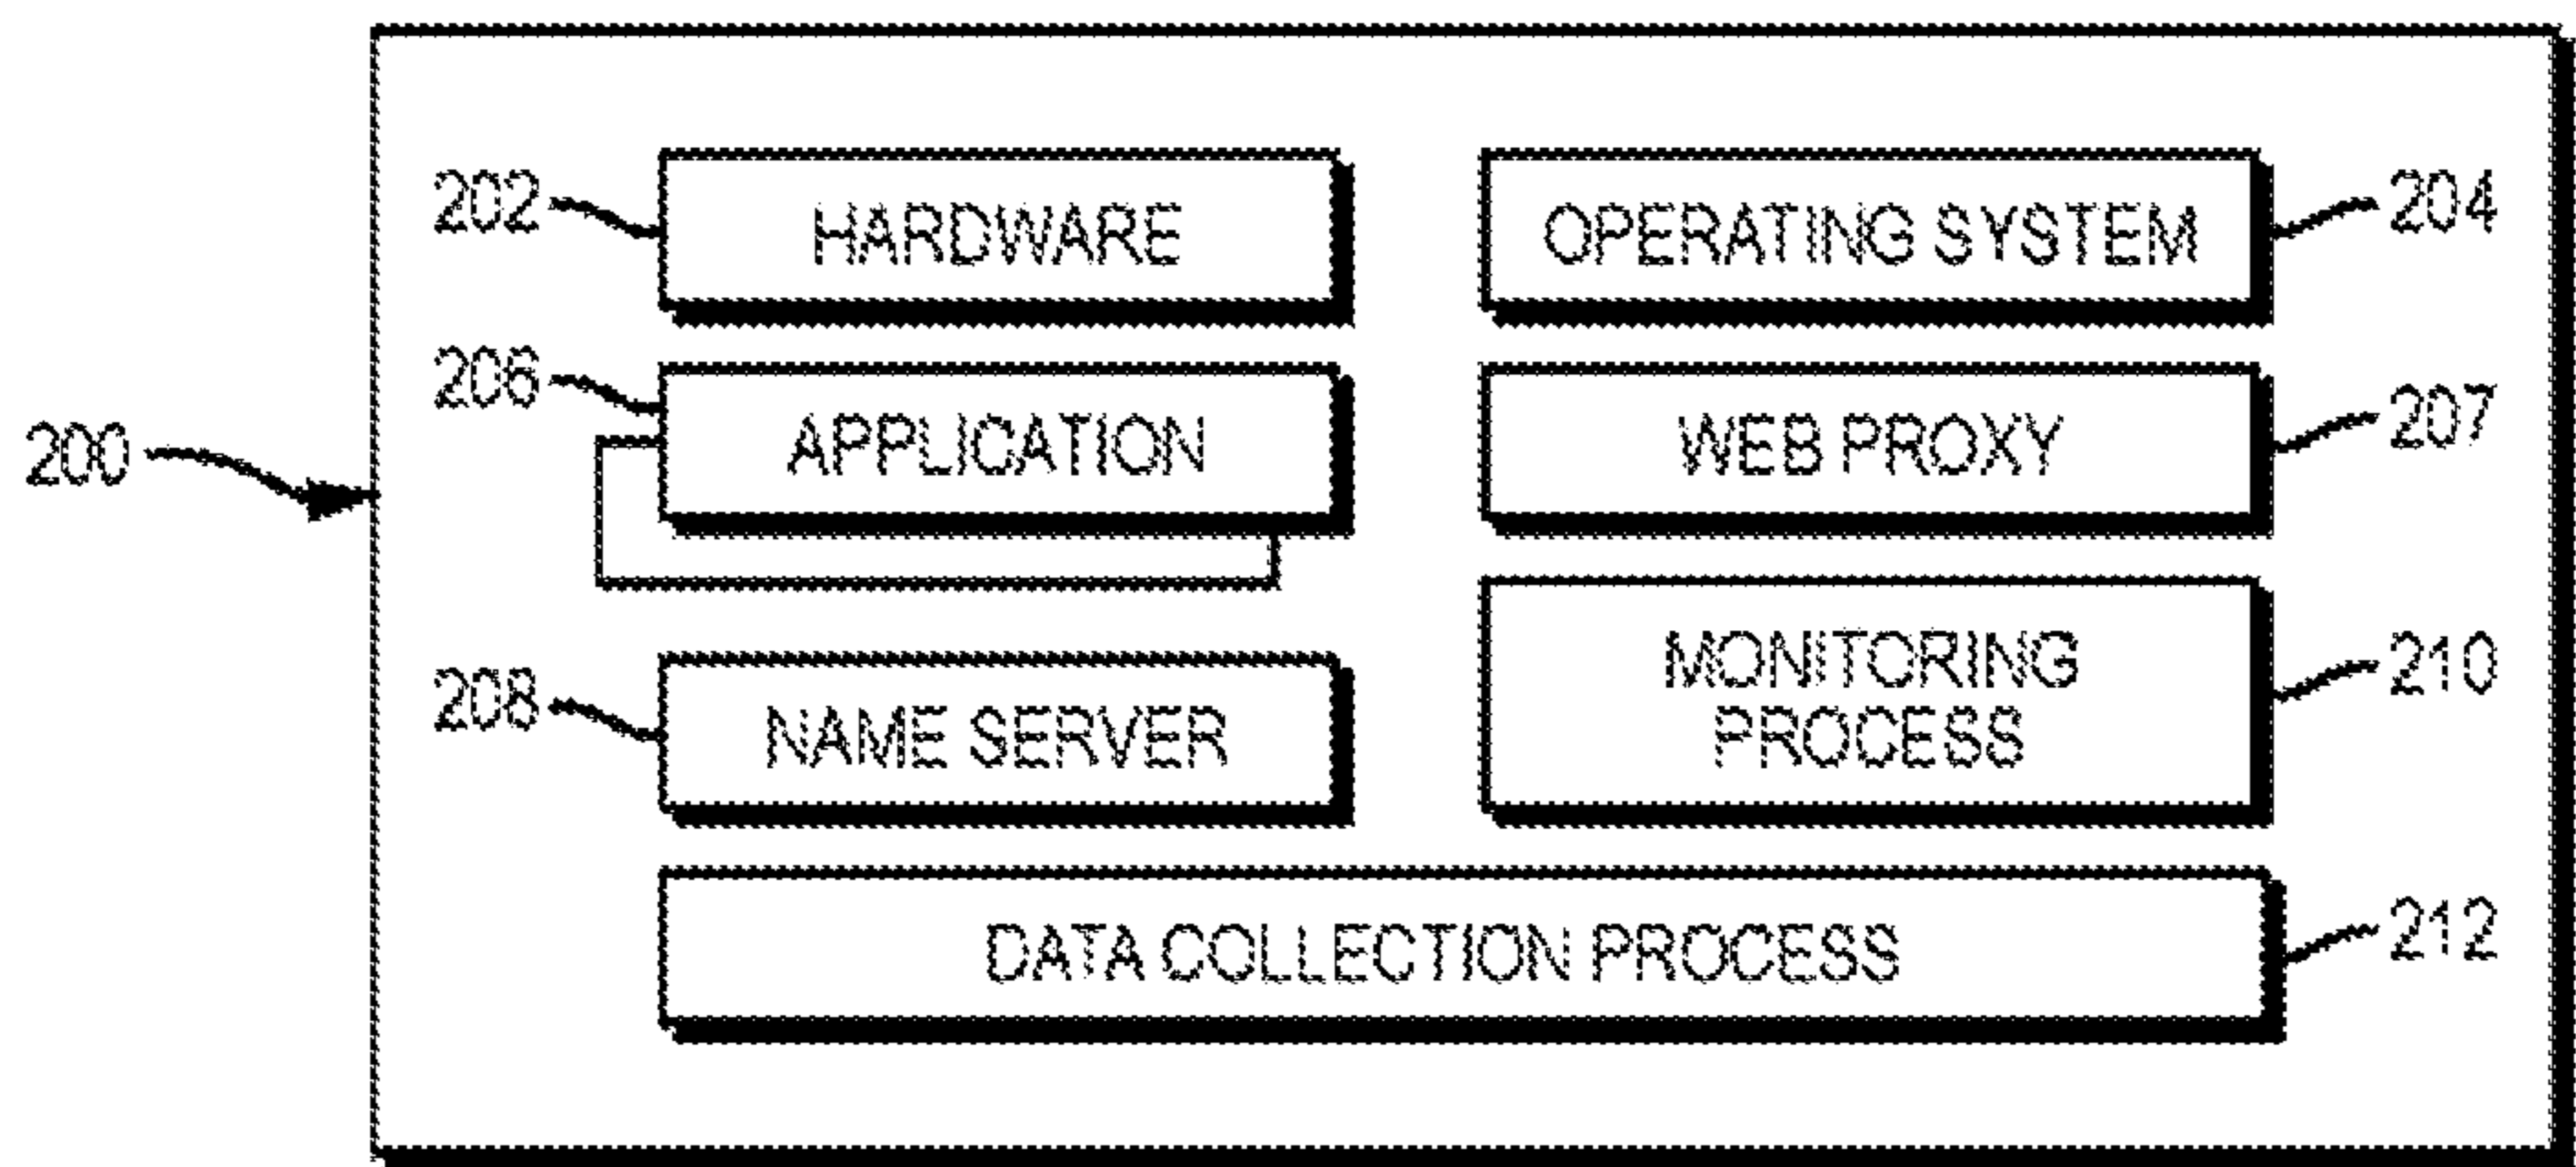 202 HARDWARE
OPERATING SYSTEM 204
206 APPLICATION
WEB PROXY 207
200
208 NAME SERVER
MONITORING
PROCESS
210
DATA COLLECTION PROCESS 212